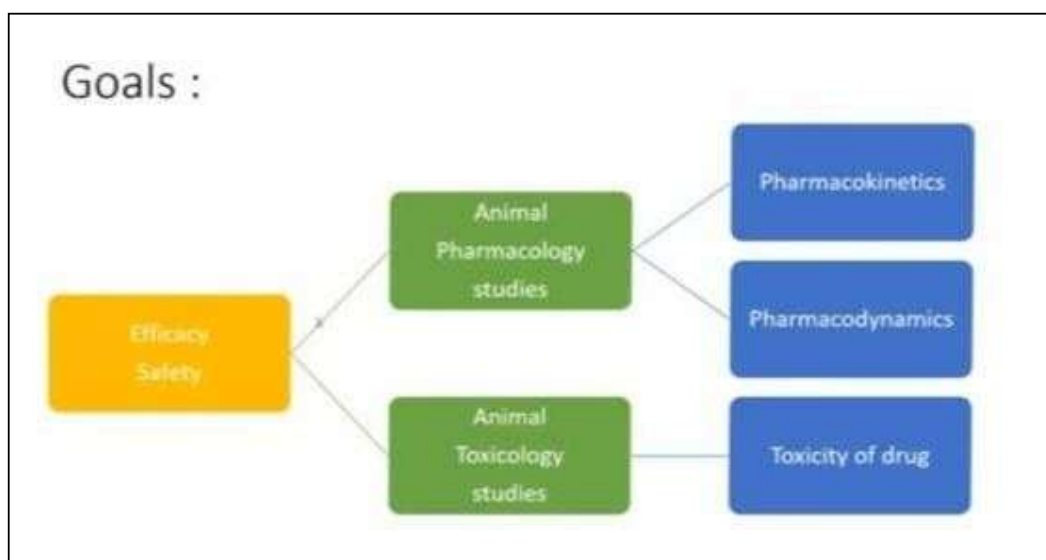 Goals :
Efficacy
Safety
Animal
Pharmacology
studies
Animal
Toxicology
studies
Pharmacokinetics
Pharmacodynamics
Toxicity of drug